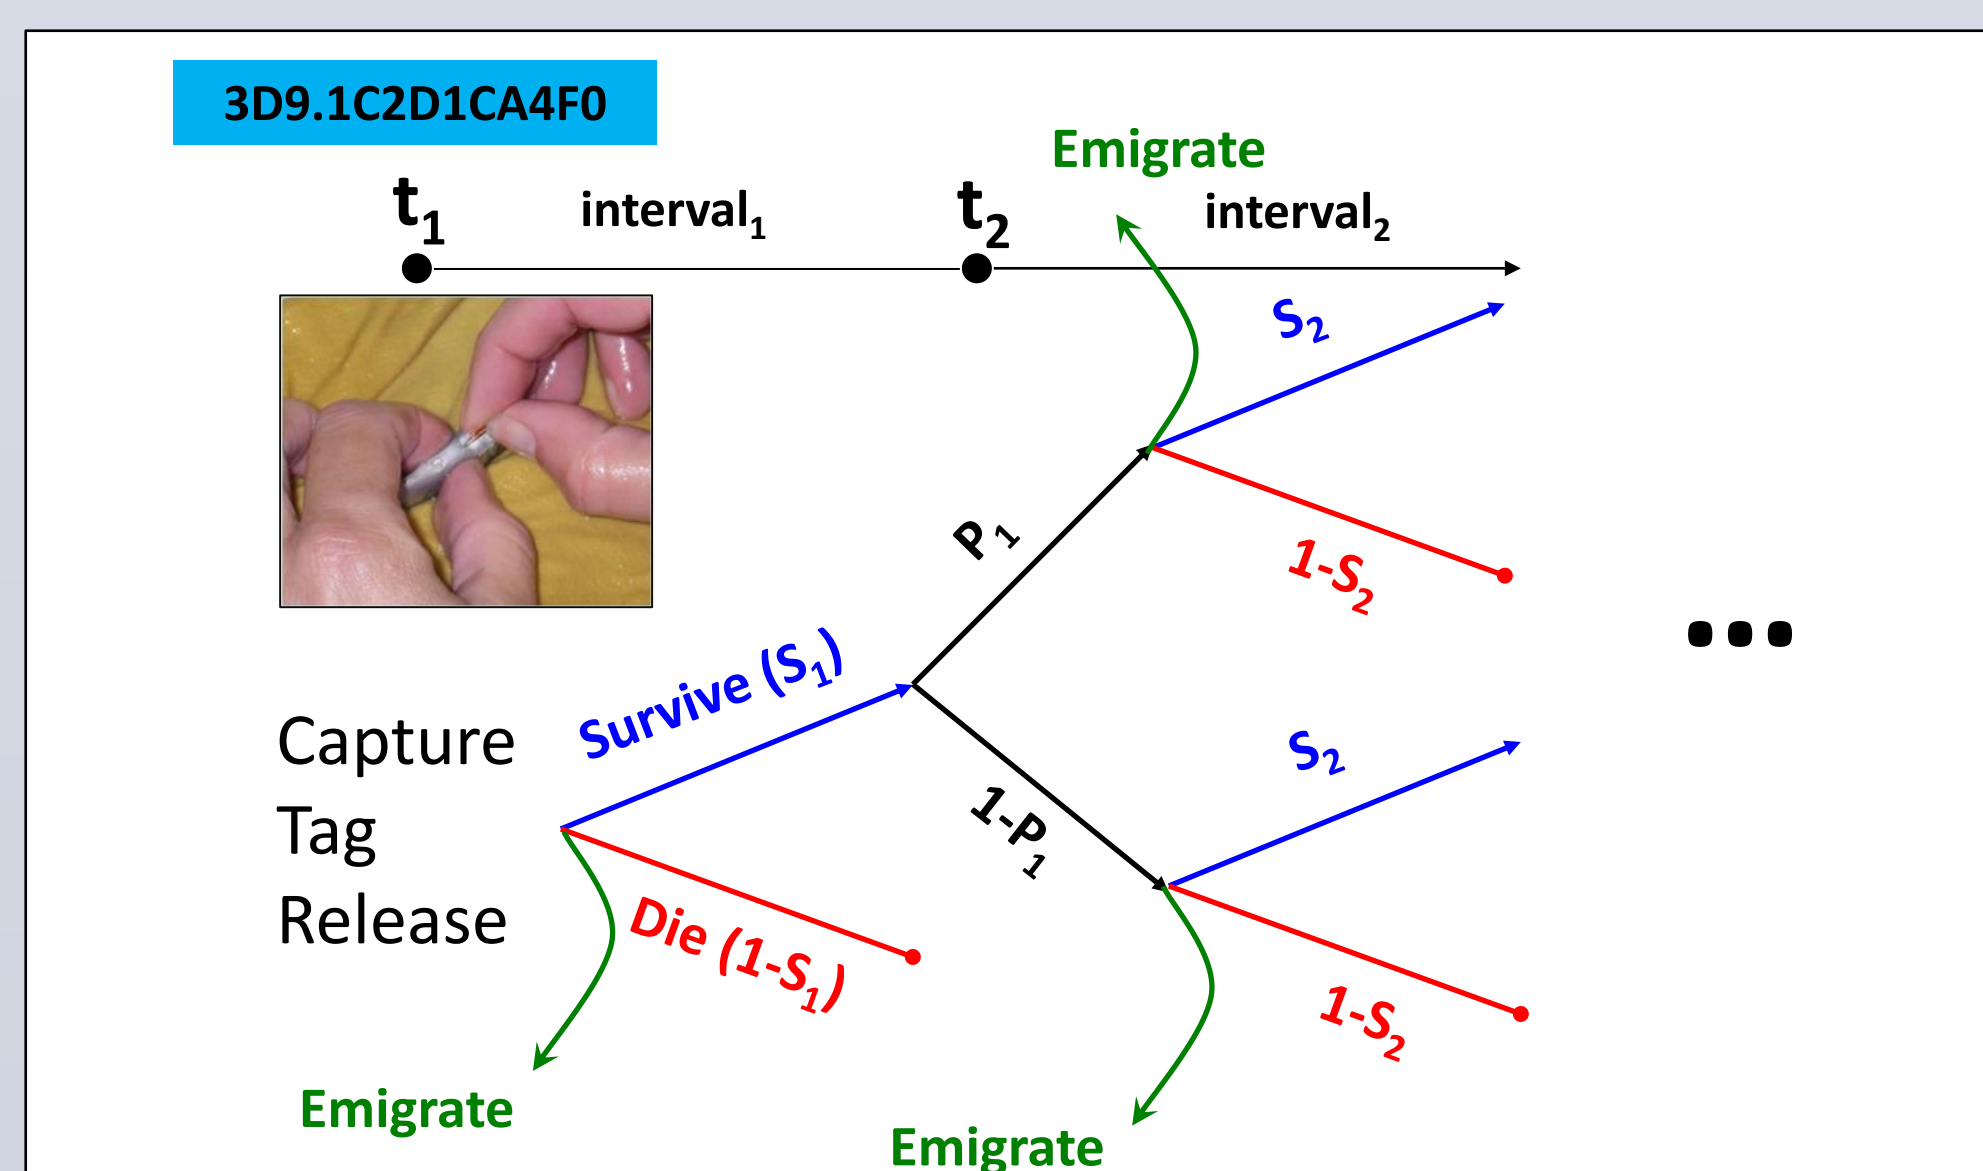 3D9.1C2D1CA4F0
Emigrate
t1
interval1
t2
interval2
S2
P1
1-S2
Survive (S1)
Capture
Tag
Release
S2
1-P1
Die (1-S1)
1-S2
Emigrate
Emigrate
...